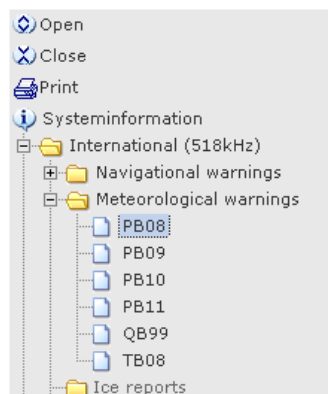 Open
Close
Print
Systeminformation
International (518kHz)
Navigational warnings
Meteorological warnings
PB08
PB09
PB10
PB11
QB99
TB08
Ice reports